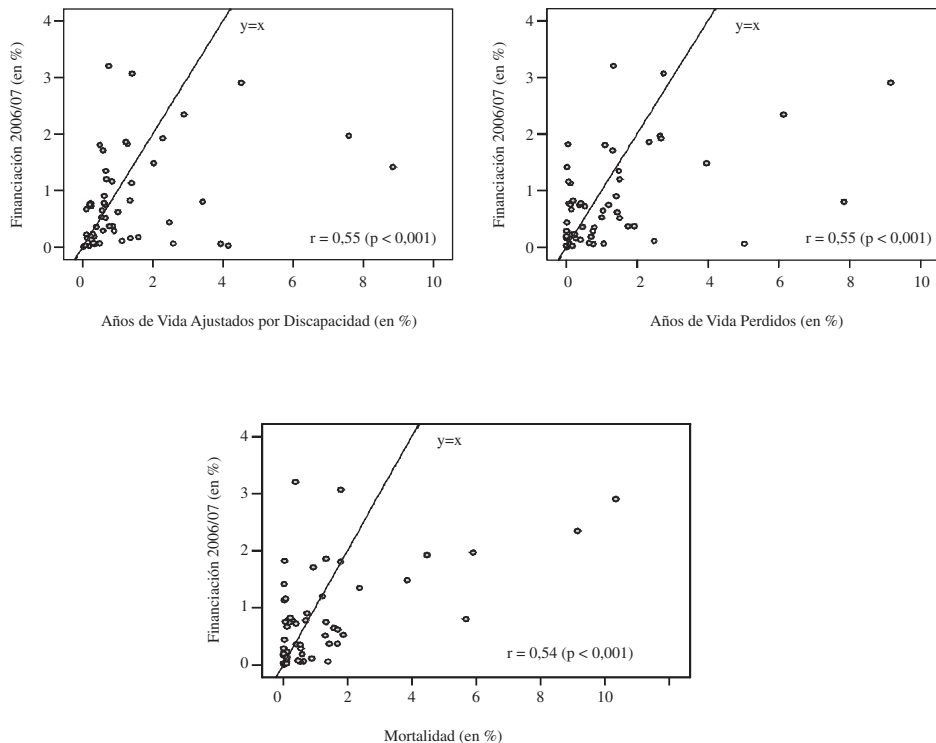 4
3
2
1
0
Financiación 2006/07 (en %)
y=x
r = 0,55 (p < 0,001)
0 2 4 6 8 10
Años de Vida Ajustados por Discapacidad (en %)
4
3
2
1
0
Financiación 2006/07 (en %)
y=x
r = 0,55 (p < 0,001)
0 2 4 6 8 10
Años de Vida Perdidos (en %)
4
3
2
1
0
Financiación 2006/07 (en %)
y=x
r = 0,54 (p < 0,001)
0 2 4 6 8 10
Mortalidad (en %)